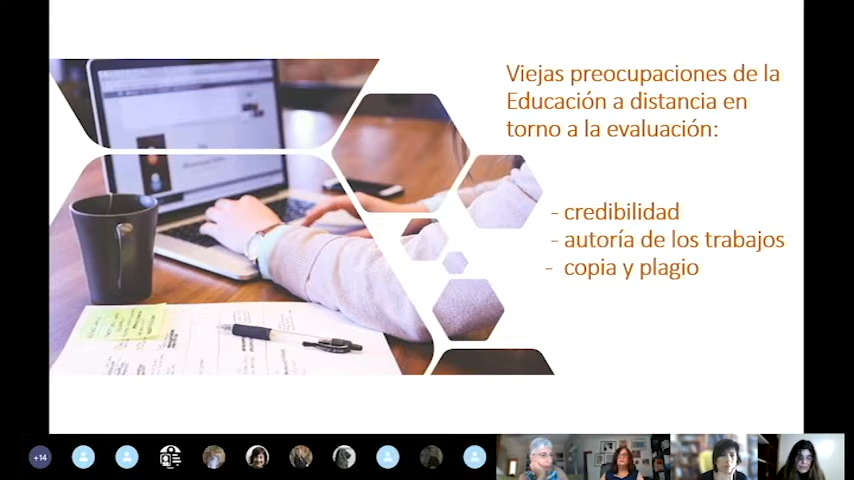 Viejas preocupaciones de la
Educación a distancia en
torno a la evaluación:
- credibilidad
- autoría de los trabajos
- copia y plagio
+14